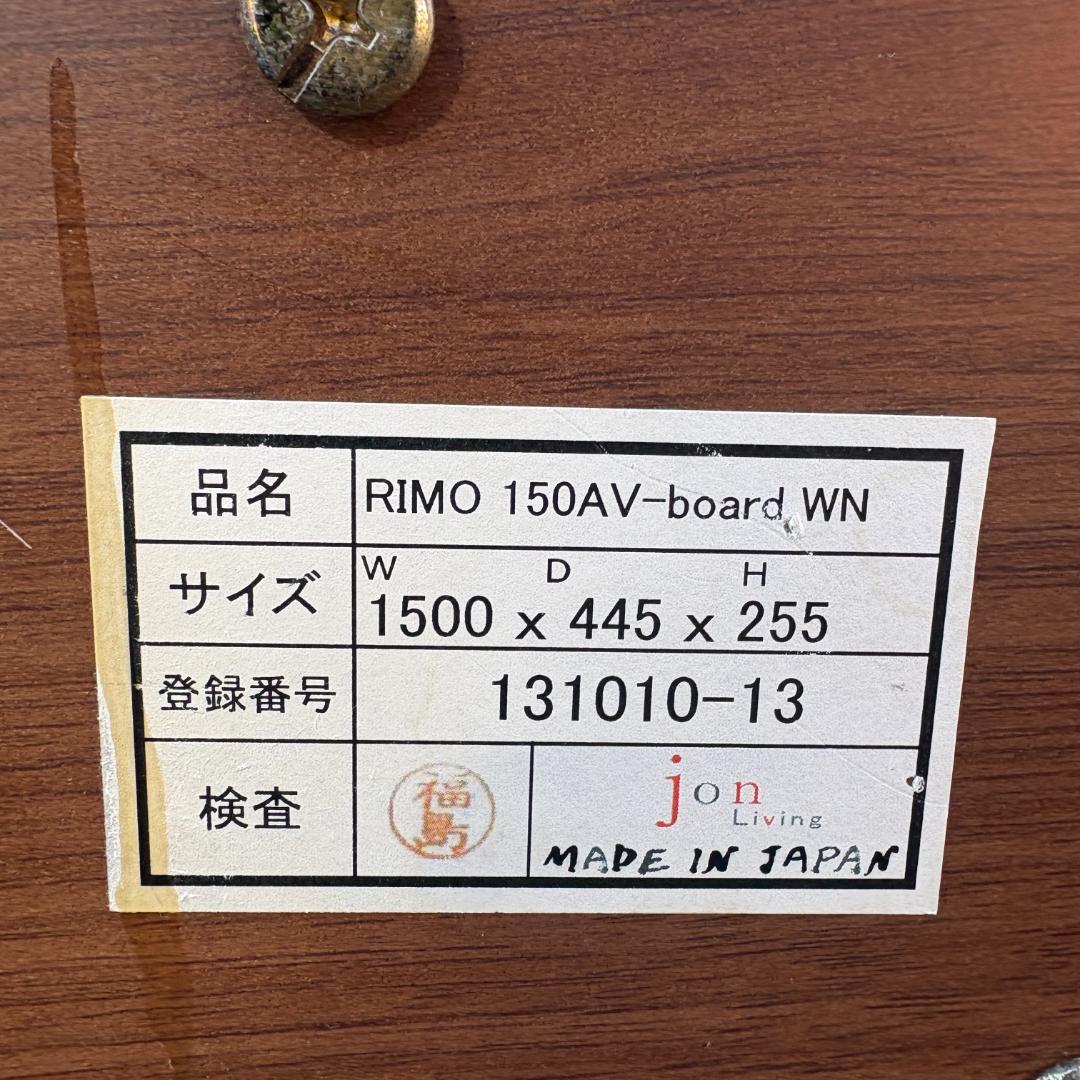 品名 RIMO 150AV-board WN
サイズ W D H
1500 x 445 x 255
登録番号 131010-13
検査 福島
jon
Living
MADE IN JAPAN